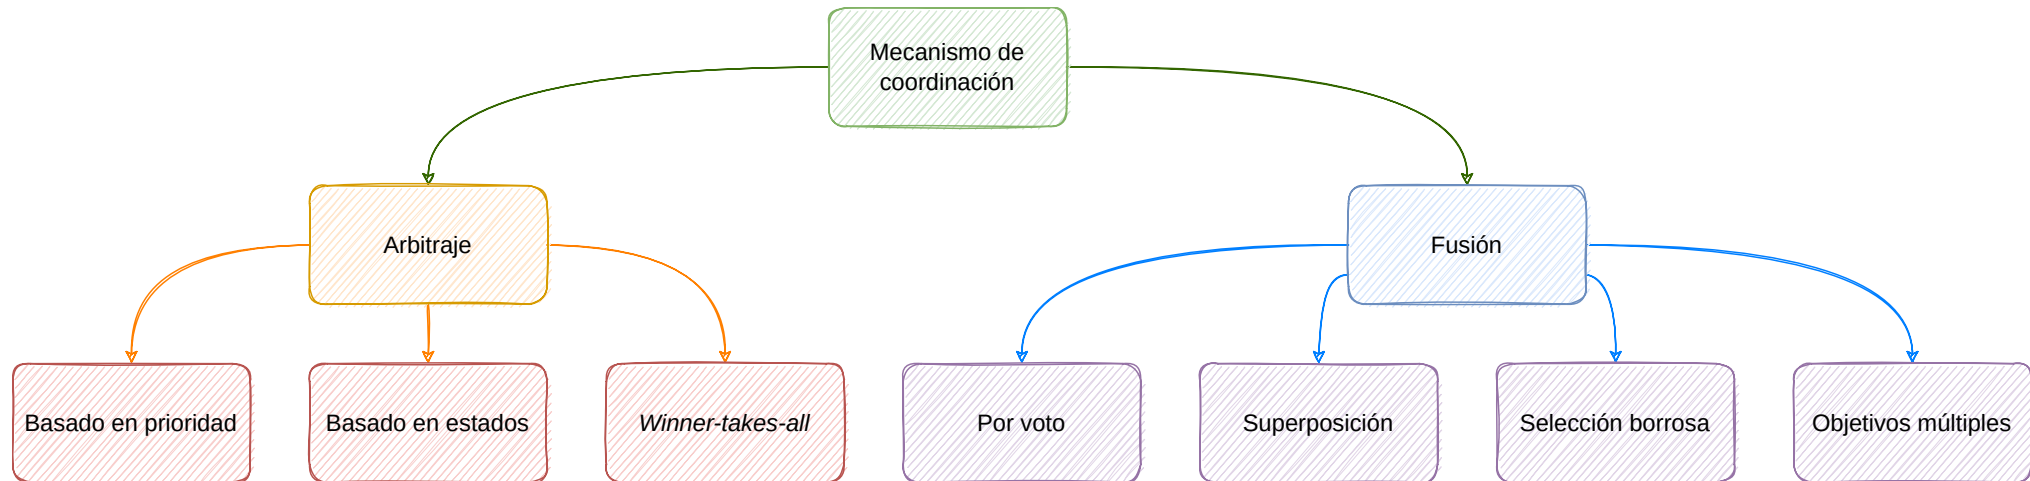 Mecanismo de
coordinación
Arbitraje
Fusión
Basado en prioridad
Basado en estados
Winner-takes-all
Por voto
Superposición
Selección borrosa
Objetivos múltiples